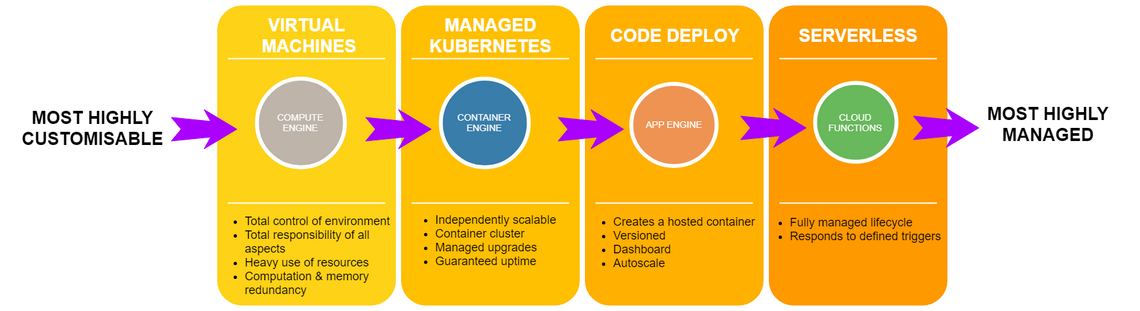 MOST HIGHLY
CUSTOMISABLE
VIRTUAL
MACHINES
COMPUTE
ENGINE
• Total control of environment
• Total responsibility of all
aspects
• Heavy use of resources
• Computation & memory
redundancy
MANAGED
KUBERNETES
CONTAINER
ENGINE
• Independently scalable
• Container cluster
• Managed upgrades
• Guaranteed uptime
CODE DEPLOY
APP ENGINE
• Creates a hosted container
• Versioned
• Dashboard
• Autoscale
SERVERLESS
CLOUD
FUNCTIONS
• Fully managed lifecycle
• Responds to defined triggers
MOST HIGHLY
MANAGED